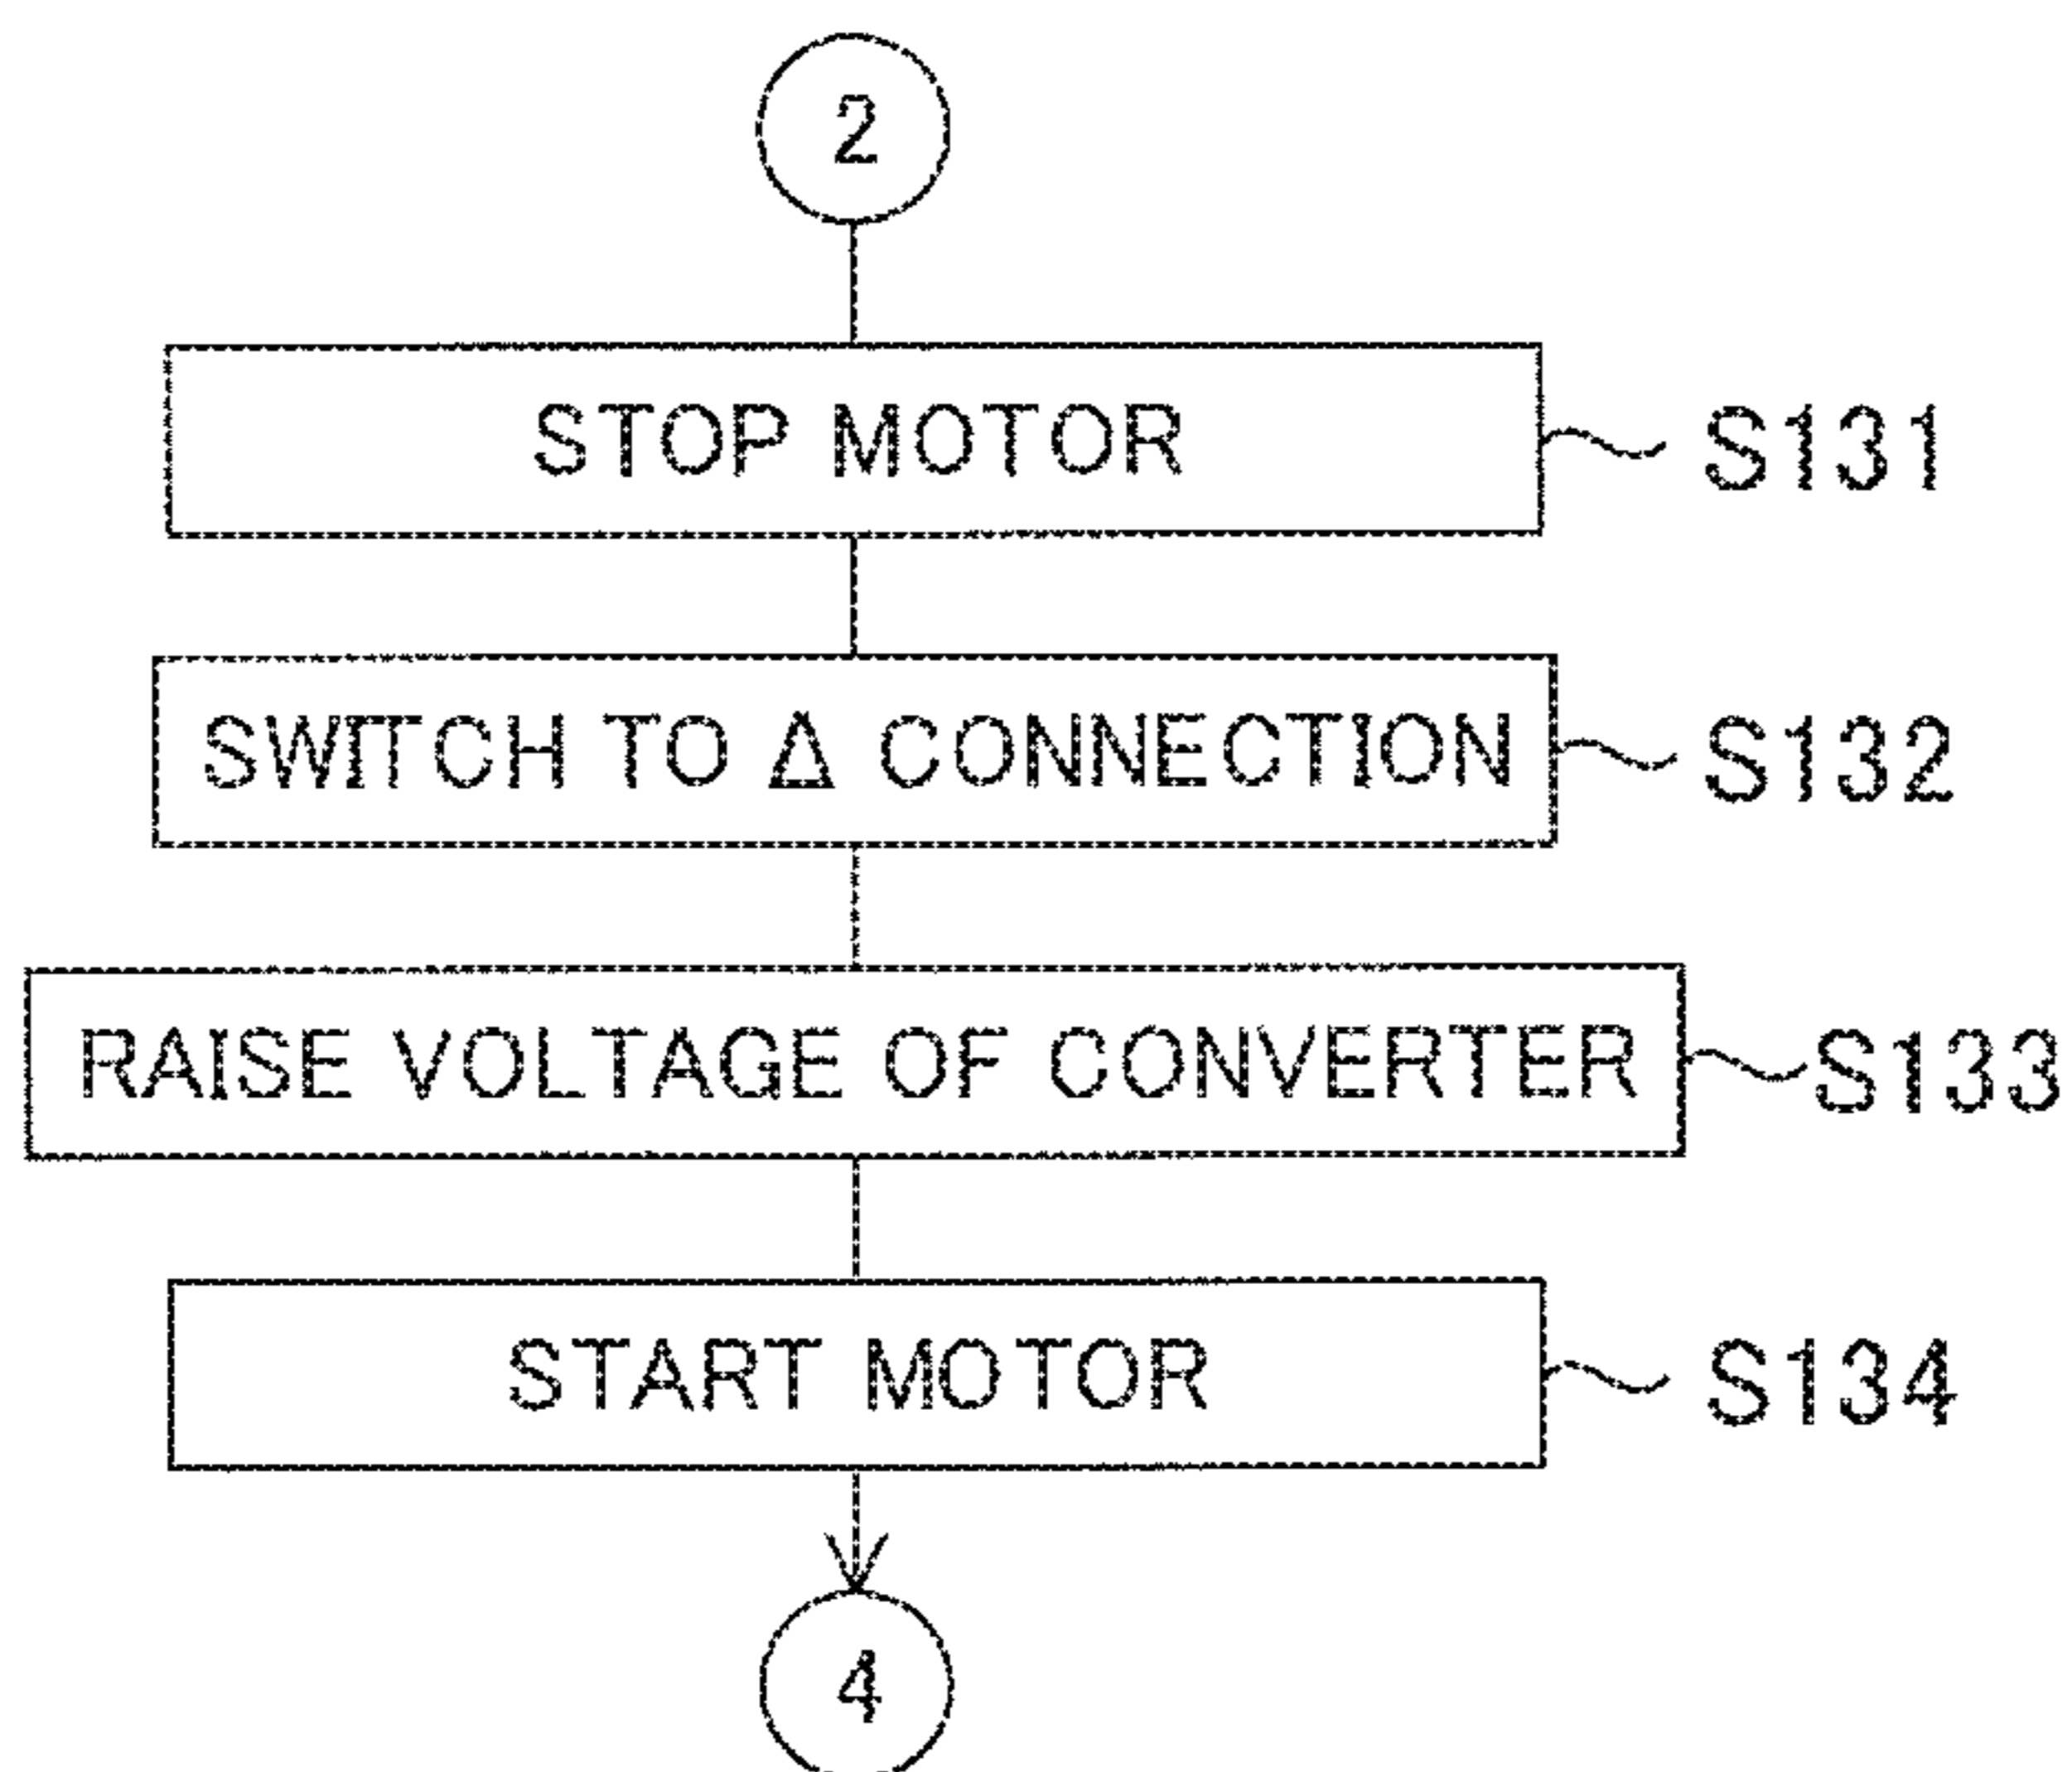 2
STOP MOTOR S131
SWITCH TO Δ CONNECTION S132
RAISE VOLTAGE OF CONVERTER S133
START MOTOR S134
4